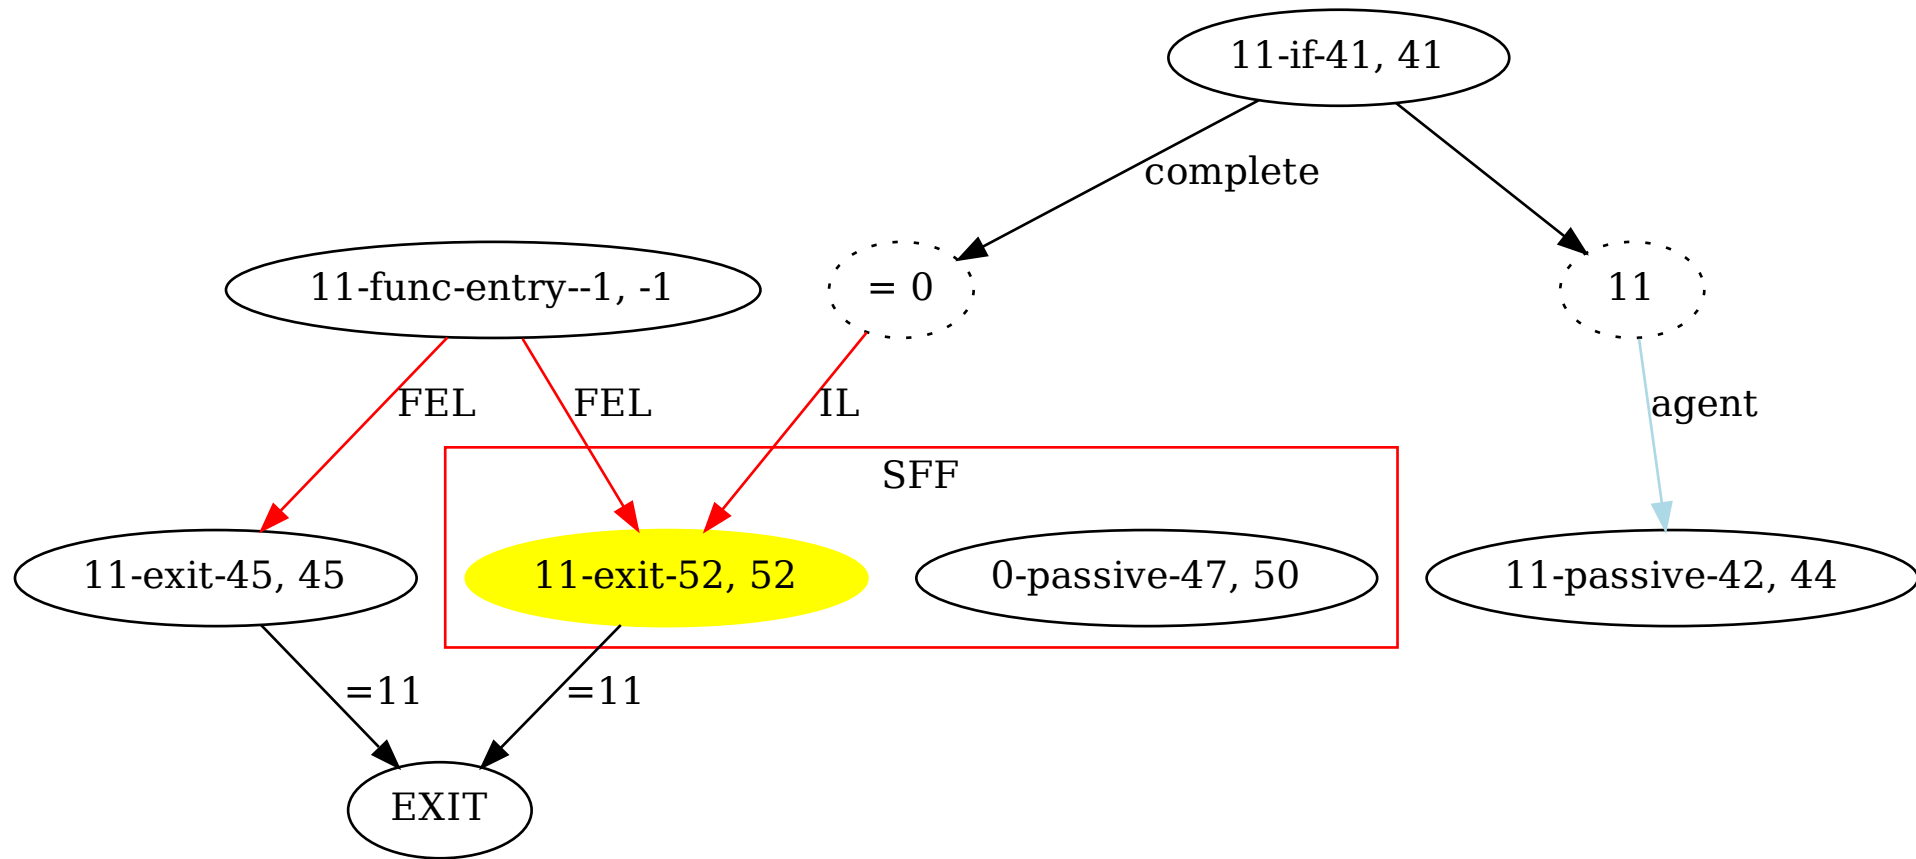 11-if-41, 41
complete
11-func-entry--1, -1
= 0
11
FEL
FEL
IL
agent
SFF
11-exit-45, 45
11-exit-52, 52
0-passive-47, 50
11-passive-42, 44
=11
=11
EXIT